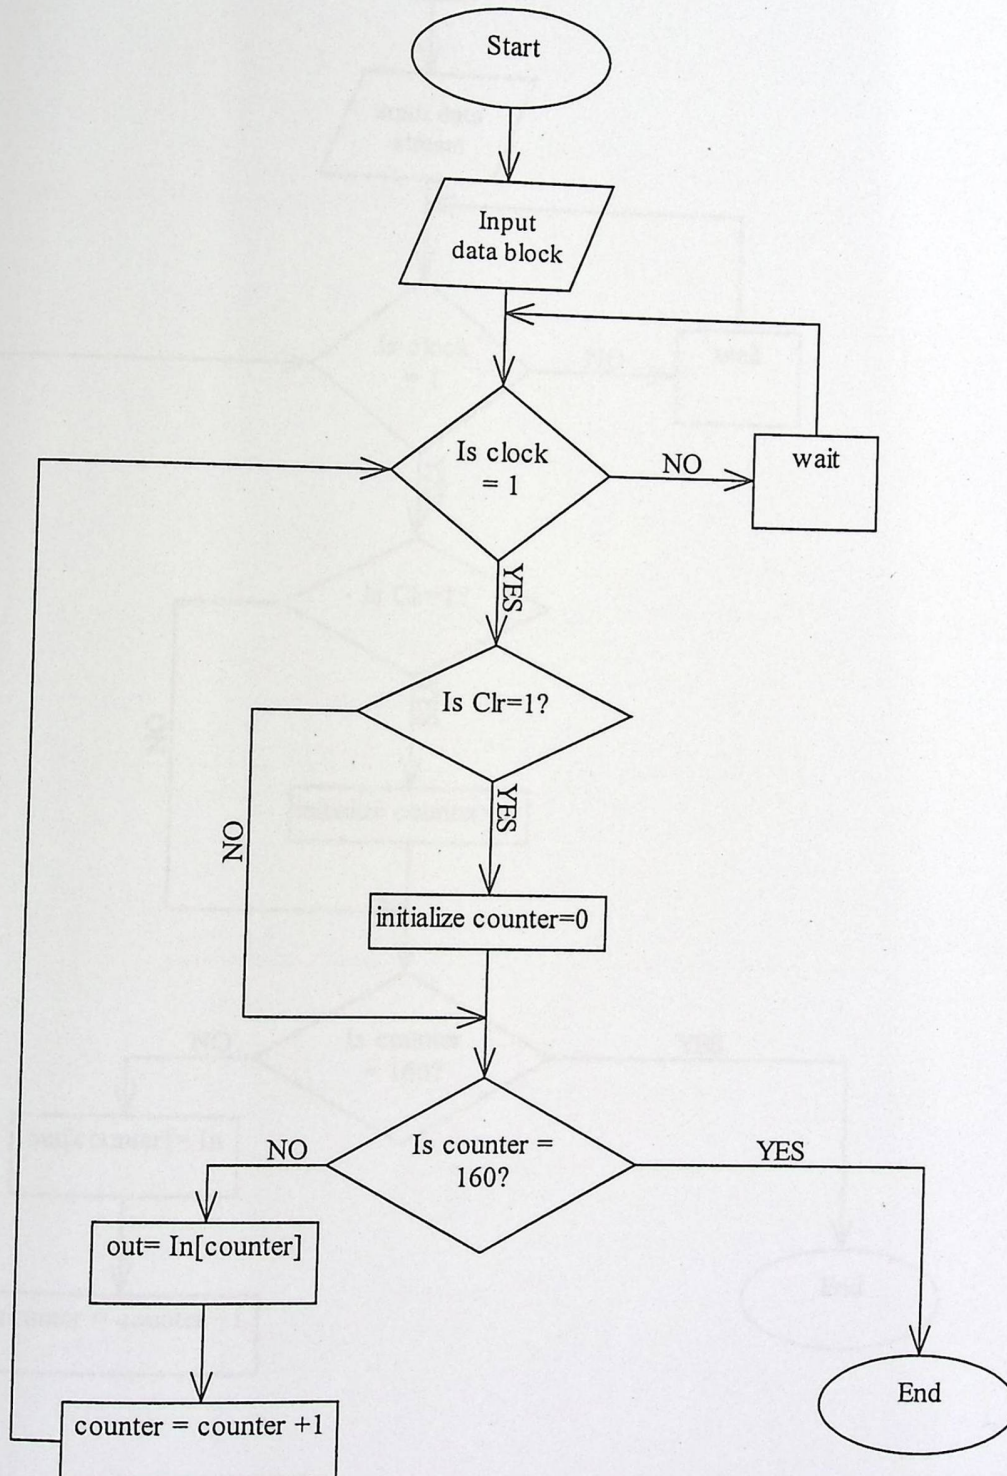 Start
Input
data block
Is clock
= 1
NO
wait
YES
Is Clr=1?
NO
YES
initialize counter=0
Is counter =
160?
NO
YES
out= In[counter]
counter = counter +1
End